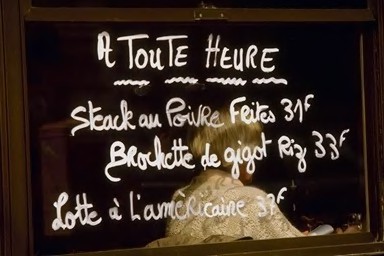 A TouTe HeuRe
Steack au Poivre Frites 31F
Brochette de gigot Riz 33F
Lotte à L'américaine 37F